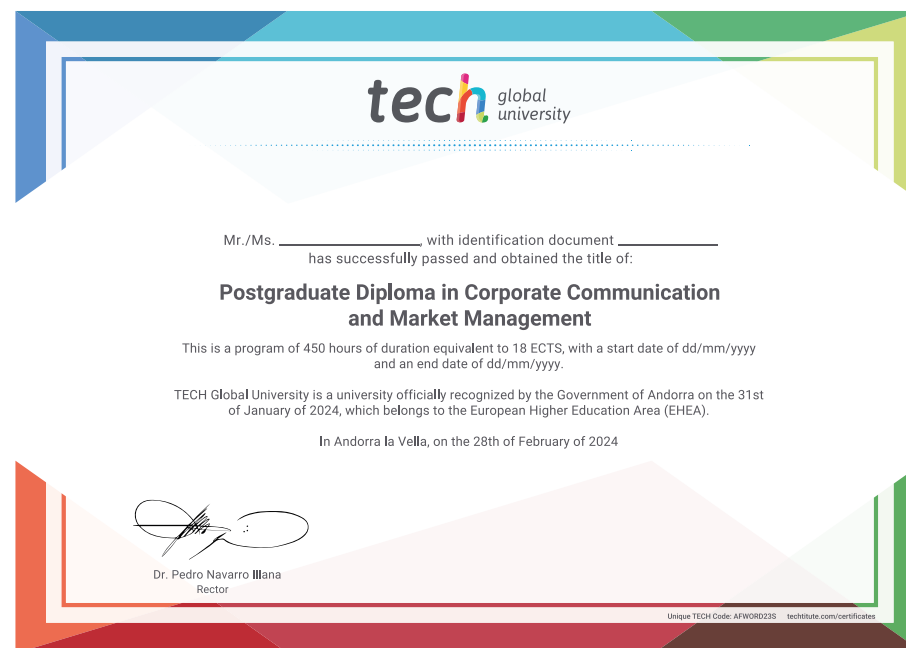 tech global university
Mr./Ms. ____________, with identification document ____________
has successfully passed and obtained the title of:
Postgraduate Diploma in Corporate Communication
and Market Management
This is a program of 450 hours of duration equivalent to 18 ECTS, with a start date of dd/mm/yyyy
and an end date of dd/mm/yyyy.
TECH Global University is a university officially recognized by the Government of Andorra on the 31st
of January of 2024, which belongs to the European Higher Education Area (EHEA).
In Andorra la Vella, on the 28th of February of 2024
Dr. Pedro Navarro Illana
Rector
Unique TECH Code: AFWORD23S techtitute.com/certificates